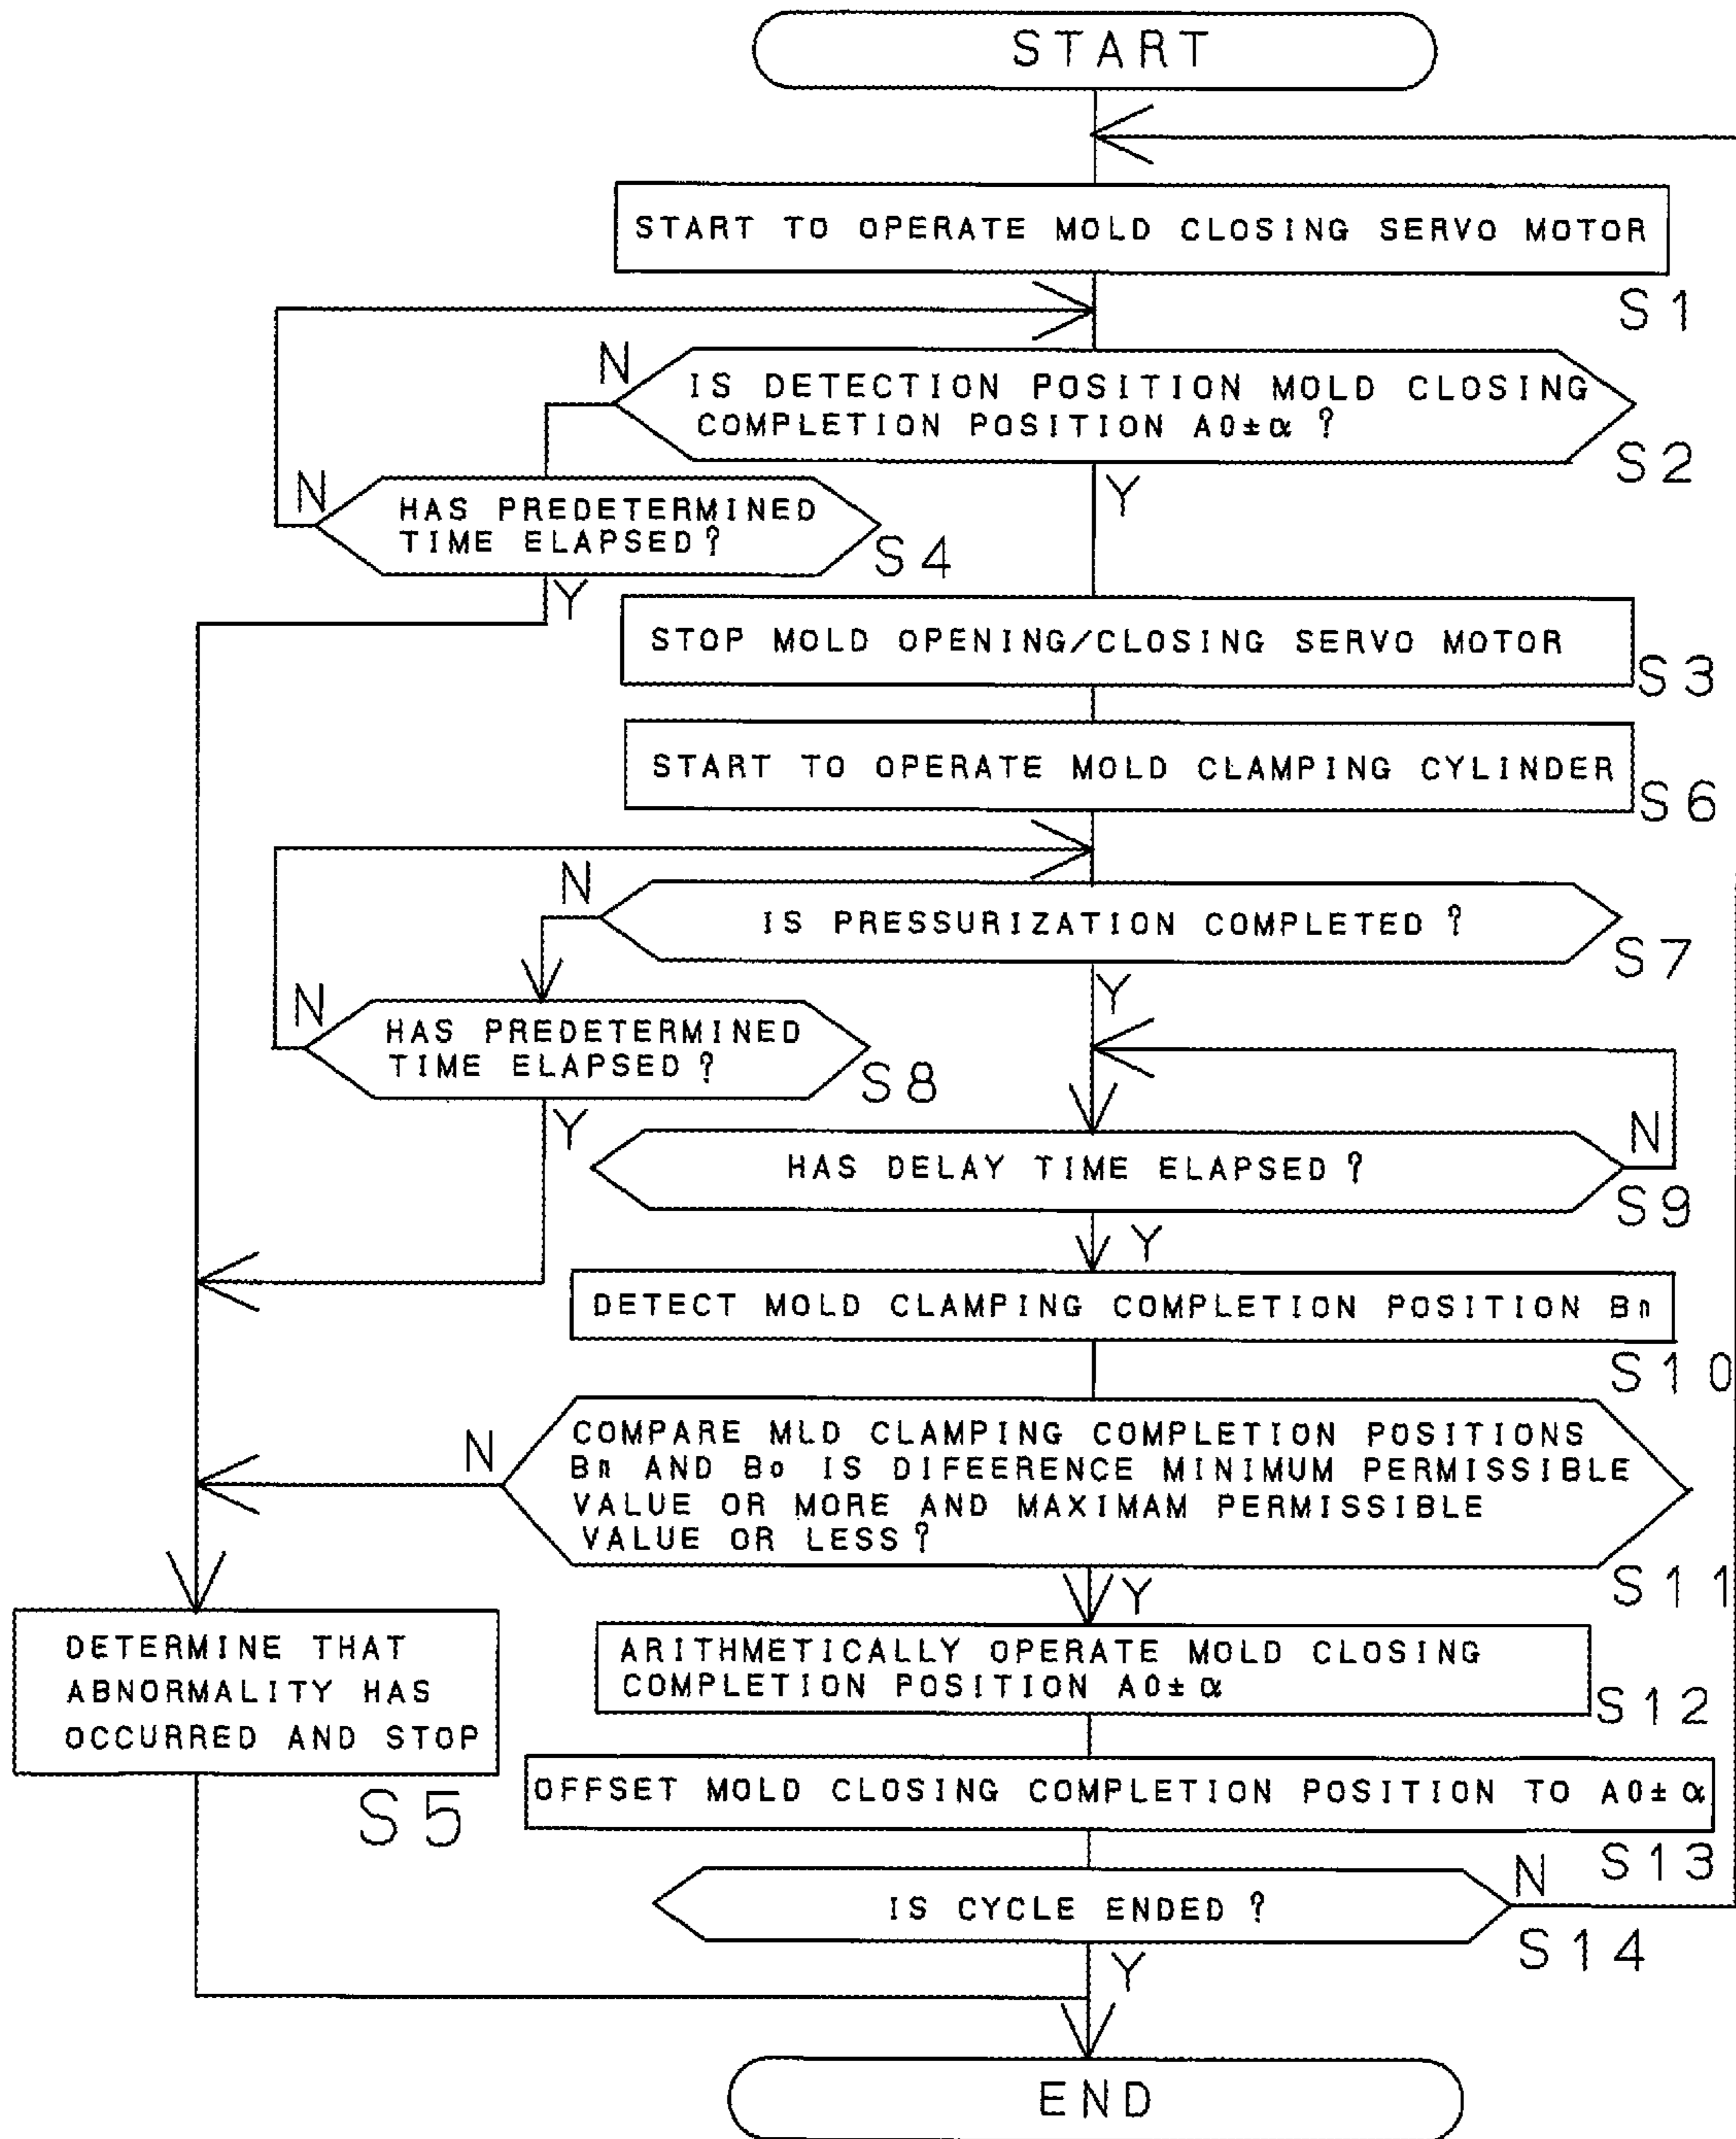 START
START TO OPERATE MOLD CLOSING SERVO MOTOR
S1
N
IS DETECTION POSITION MOLD CLOSING
COMPLETION POSITION A0±α ?
S2
Y
N
HAS PREDETERMINED
TIME ELAPSED?
S4
Y
STOP MOLD OPENING/CLOSING SERVO MOTOR
S3
START TO OPERATE MOLD CLAMPING CYLINDER
S6
N
IS PRESSURIZATION COMPLETED ?
S7
Y
N
HAS PREDETERMINED
TIME ELAPSED ?
S8
Y
HAS DELAY TIME ELAPSED ?
N
S9
Y
DETECT MOLD CLAMPING COMPLETION POSITION Bn
S10
N
COMPARE MLD CLAMPING COMPLETION POSITIONS
Bn AND Bo IS DIFEERENCE MINIMUM PERMISSIBLE
VALUE OR MORE AND MAXIMAM PERMISSIBLE
VALUE OR LESS?
S11
Y
DETERMINE THAT
ABNORMALITY HAS
OCCURRED AND STOP
S5
ARITHMETICALLY OPERATE MOLD CLOSING
COMPLETION POSITION A0±α
S12
OFFSET MOLD CLOSING COMPLETION POSITION TO A0±α
S13
IS CYCLE ENDED ?
N
S14
Y
END